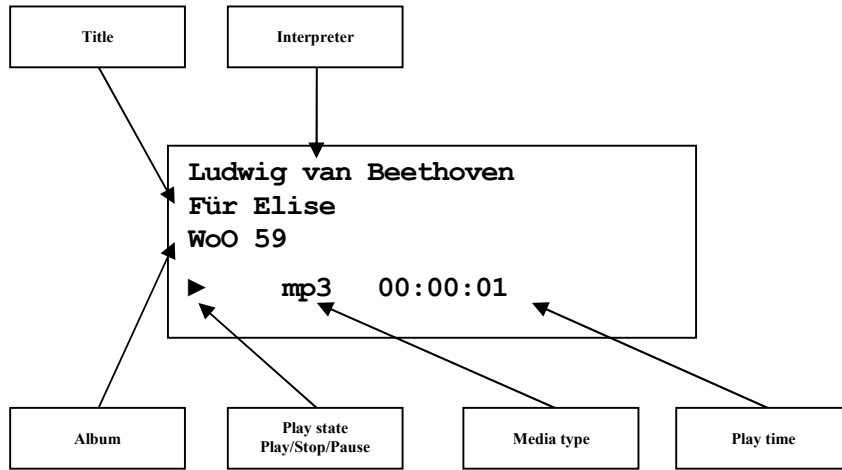 Title
Interpreter
Ludwig van Beethoven
Für Elise
WoO 59
► mp3 00:00:01
Album
Play state
Play/Stop/Pause
Media type
Play time